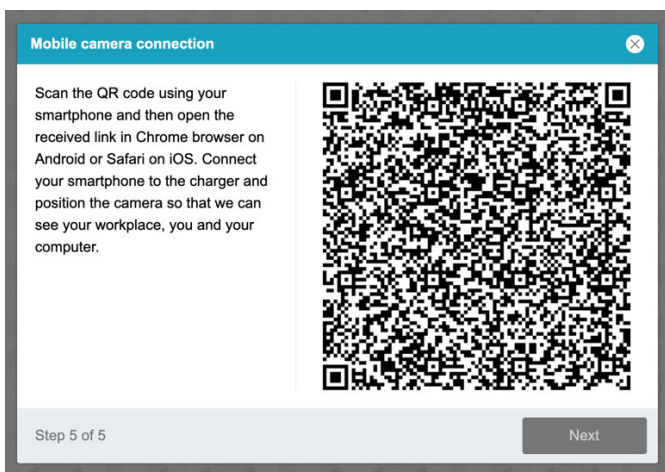 Mobile camera connection
Scan the QR code using your
smartphone and then open the
received link in Chrome browser on
Android or Safari on iOS. Connect
your smartphone to the charger and
position the camera so that we can
see your workplace, you and your
computer.
Step 5 of 5
Next